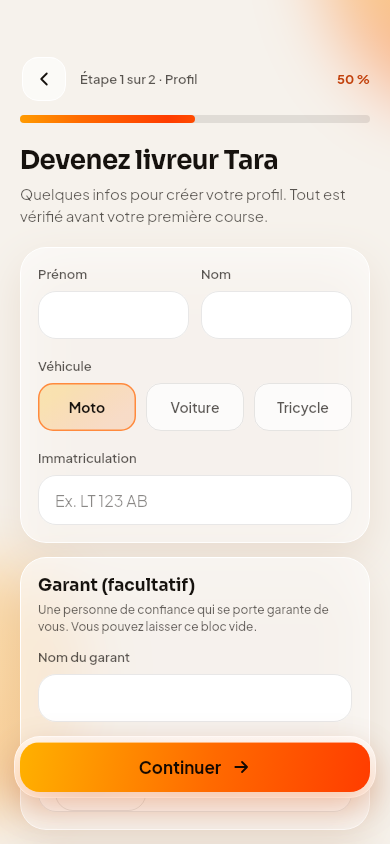 Étape 1 sur 2 · Profil
50 %
Devenez livreur Tara
Quelques infos pour créer votre profil. Tout est
vérifié avant votre première course.
Prénom
Nom
Véhicule
Moto
Voiture
Tricycle
Immatriculation
Ex. LT 123 AB
Garant (facultatif)
Une personne de confiance qui se porte garante de
vous. Vous pouvez laisser ce bloc vide.
Nom du garant
Continuer →